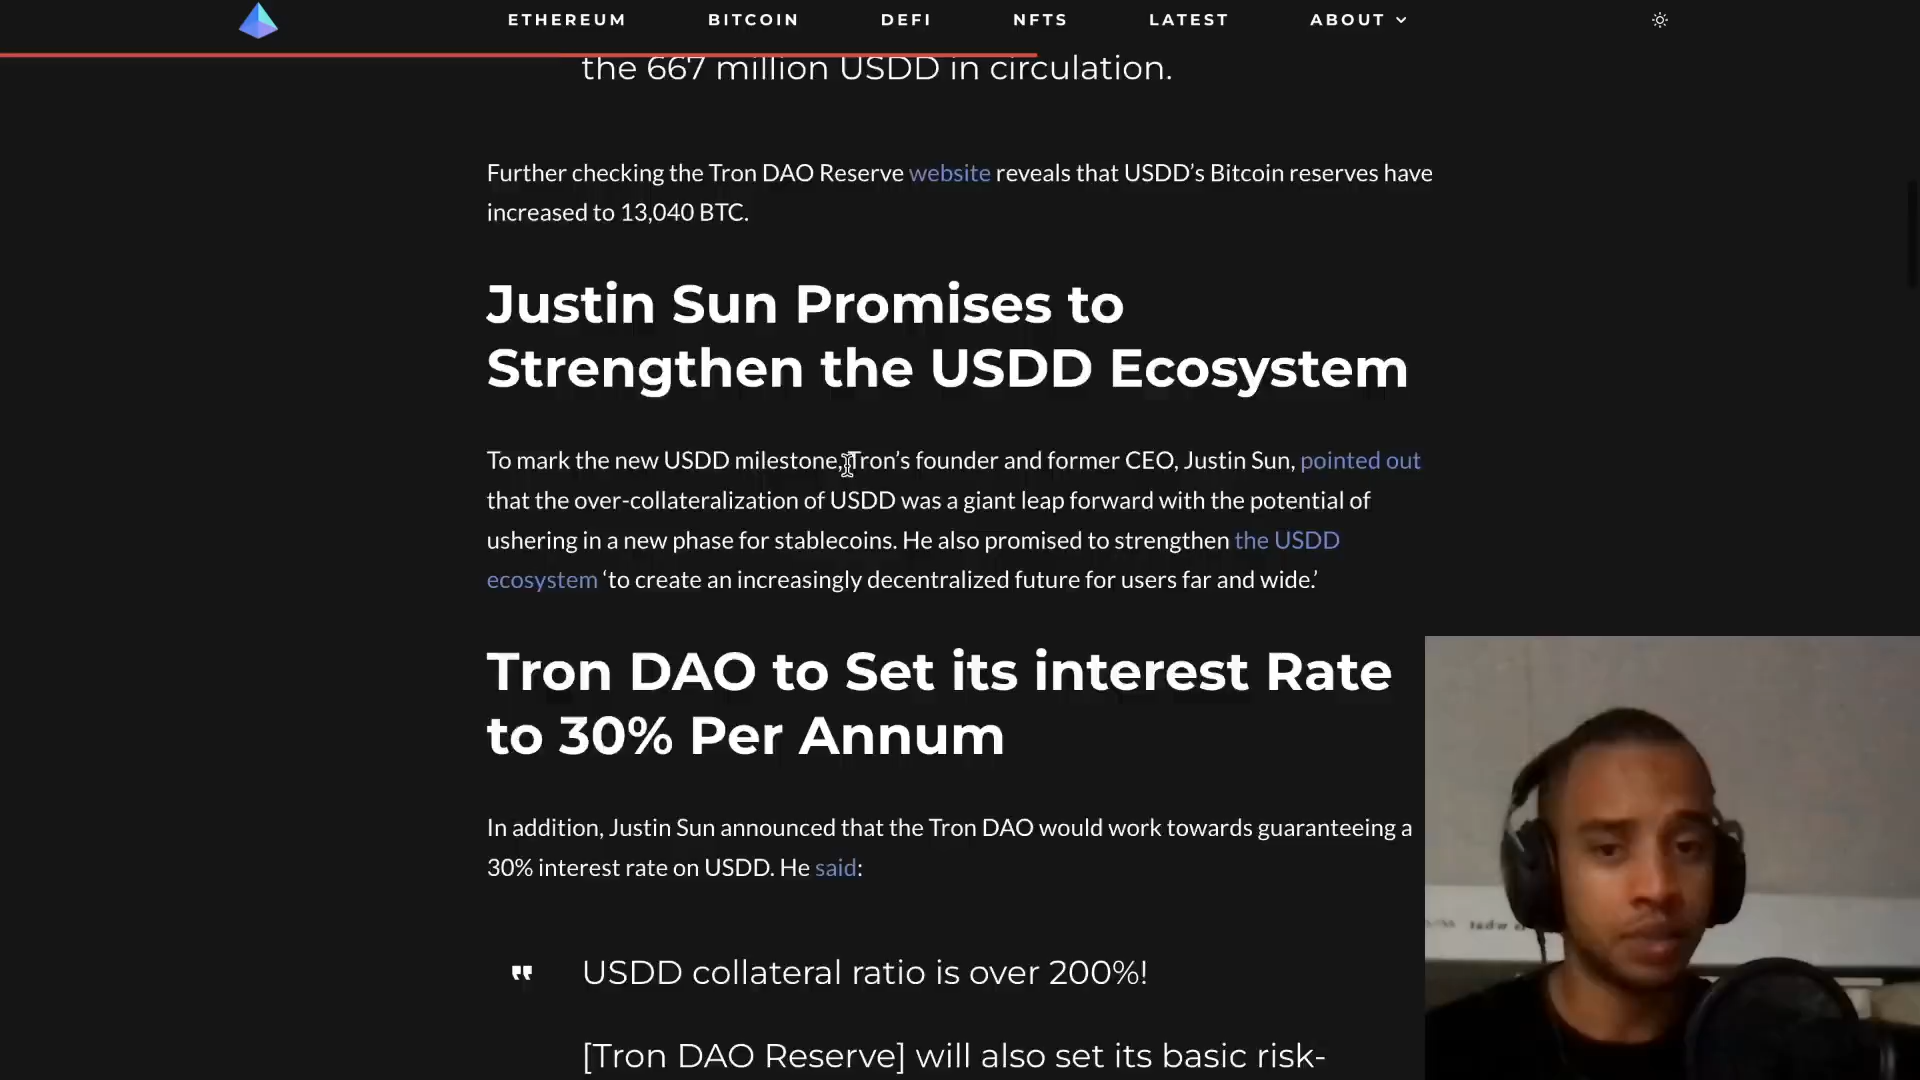 ETHEREUM BITCOIN DEFI NFTS LATEST ABOUT
the 667 million USDD in circulation.
Further checking the Tron DAO Reserve website reveals that USDD’s Bitcoin reserves have
increased to 13,040 BTC.
Justin Sun Promises to
Strengthen the USDD Ecosystem
To mark the new USDD milestone, Tron’s founder and former CEO, Justin Sun, pointed out
that the over-collateralization of USDD was a giant leap forward with the potential of
ushering in a new phase for stablecoins. He also promised to strengthen the USDD
ecosystem ‘to create an increasingly decentralized future for users far and wide.’
Tron DAO to Set its interest Rate
to 30% Per Annum
In addition, Justin Sun announced that the Tron DAO would work towards guaranteeing a
30% interest rate on USDD. He said:
" USDD collateral ratio is over 200%!
[Tron DAO Reserve] will also set its basic risk-